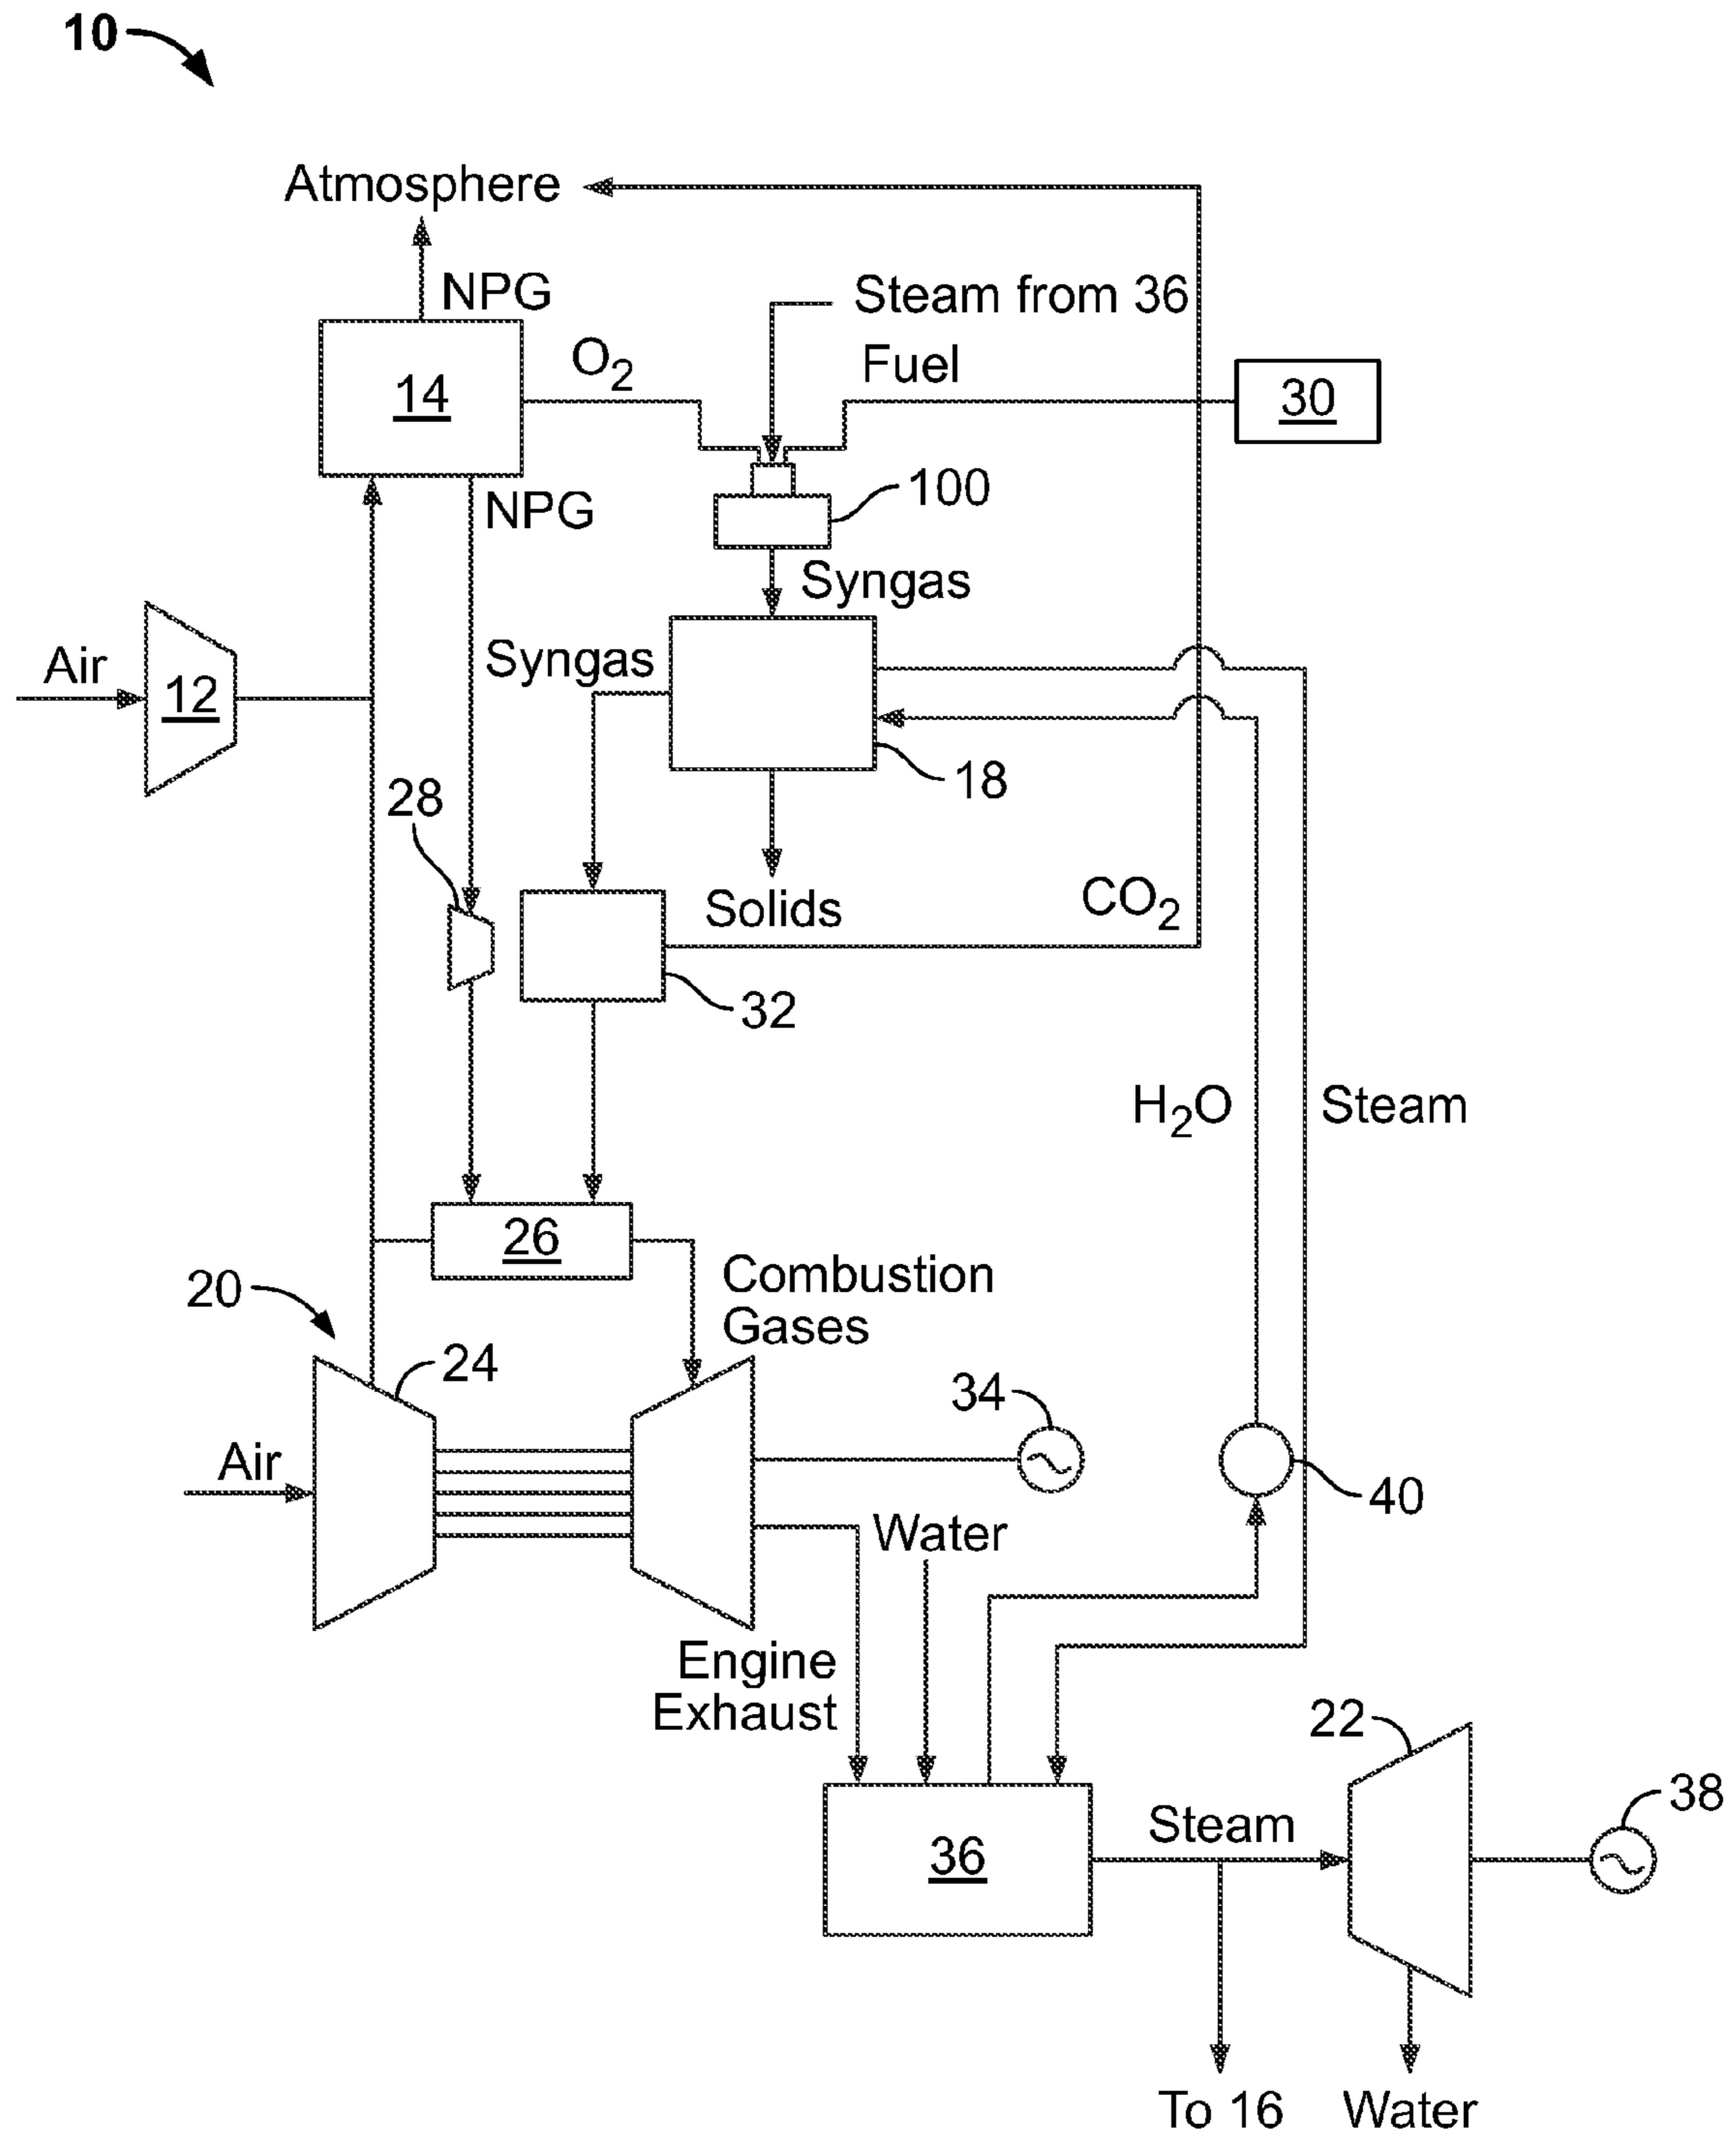 10
Atmosphere
NPG
Steam from 36
O2
Fuel
14
30
NPG
100
Syngas
Syngas
Air
12
18
28
Solids
CO2
32
H2O
Steam
26
Combustion
Gases
20
24
34
Air
40
Water
Engine
Exhaust
22
38
Steam
36
To 16
Water